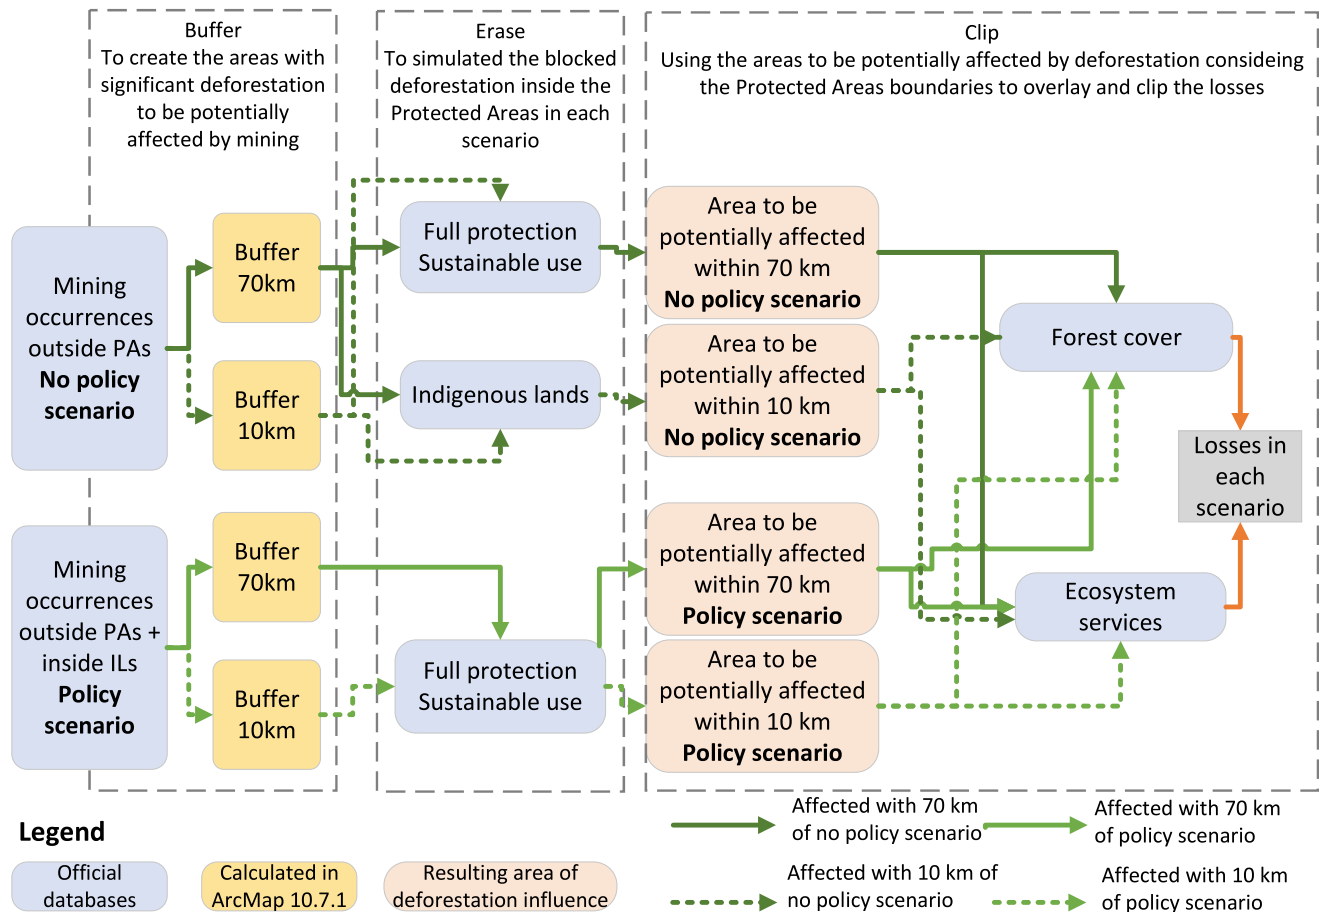 Buffer
To create the areas with
significant deforestation
to be potentially
affected by mining
Erase
To simulated the blocked
deforestation inside the
Protected Areas in each
scenario
Clip
Using the areas to be potentially affected by deforestation consideing
the Protected Areas boundaries to overlay and clip the losses
Mining
occurrences
outside PAs
No policy
scenario
Buffer
70km
Buffer
10km
Full protection
Sustainable use
Indigenous lands
Area to be
potentially affected
within 70 km
No policy scenario
Area to be
potentially affected
within 10 km
No policy scenario
Forest cover
Losses in
each
scenario
Mining
occurrences
outside PAs +
inside ILs
Policy
scenario
Buffer
70km
Buffer
10km
Full protection
Sustainable use
Area to be
potentially affected
within 70 km
Policy scenario
Area to be
potentially affected
within 10 km
Policy scenario
Ecosystem
services
Legend
Official
databases
Calculated in
ArcMap 10.7.1
Resulting area of
deforestation influence
Affected with 70 km
of no policy scenario
Affected with 70 km
of policy scenario
Affected with 10 km of
no policy scenario
Affected with 10 km
of policy scenario